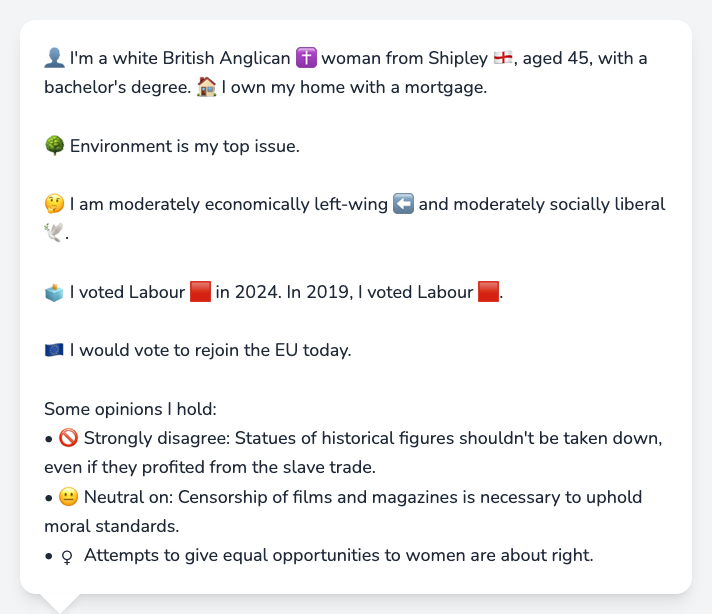 👤 I'm a white British Anglican ✝️ woman from Shipley 🏴󠁧󠁢󠁥󠁮󠁧󠁿, aged 45, with a
bachelor's degree. 🏠 I own my home with a mortgage.
🌳 Environment is my top issue.
🤔 I am moderately economically left-wing ⬅️ and moderately socially liberal
🕊️.
🗳️ I voted Labour 🟥 in 2024. In 2019, I voted Labour 🟥.
🇪🇺 I would vote to rejoin the EU today.
Some opinions I hold:
• 🚫 Strongly disagree: Statues of historical figures shouldn't be taken down,
even if they profited from the slave trade.
• 😐 Neutral on: Censorship of films and magazines is necessary to uphold
moral standards.
• ♀ Attempts to give equal opportunities to women are about right.